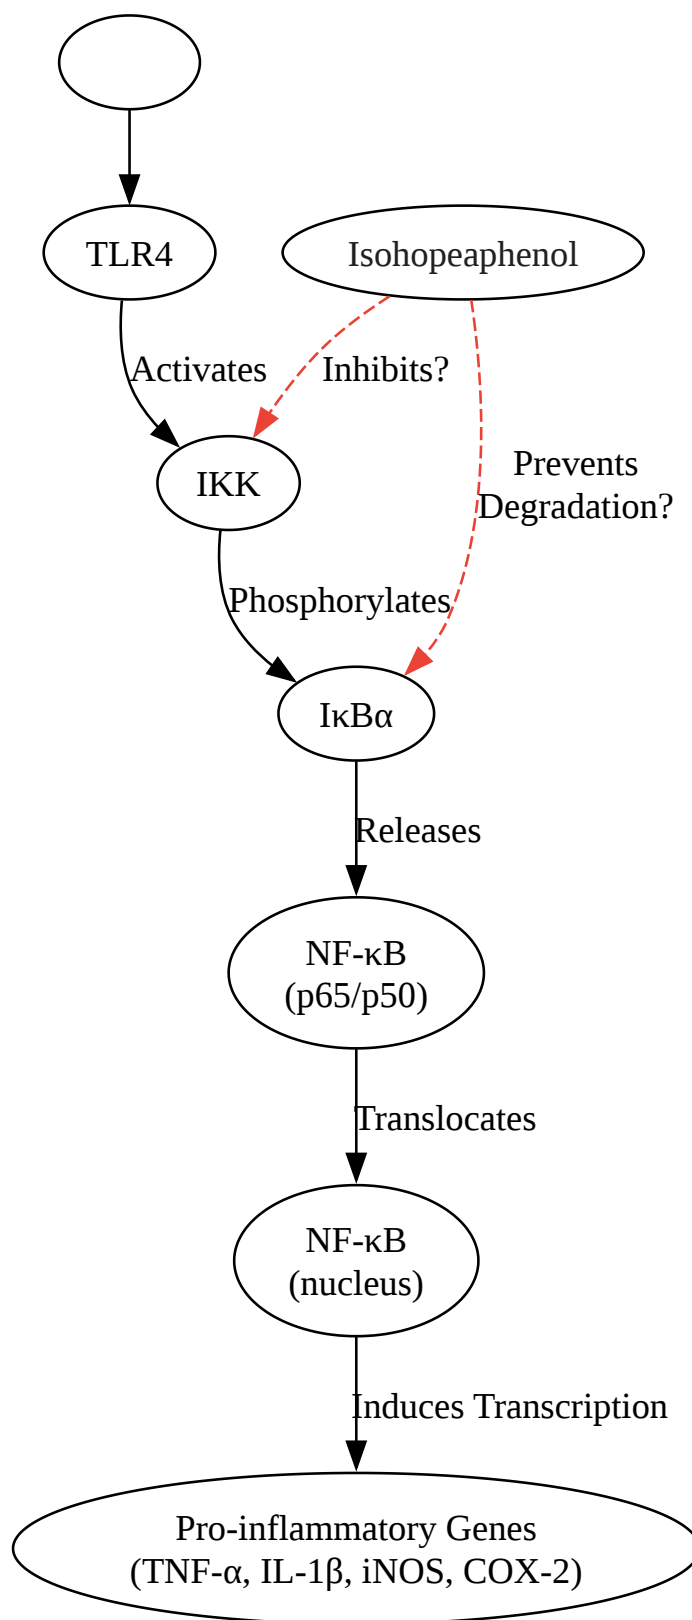 TLR4
Isohopeaphenol
Activates
Inhibits?
Prevents
Degradation?
IKK
Phosphorylates
IκBα
Releases
NF-κB
(p65/p50)
Translocates
NF-κB
(nucleus)
Induces Transcription
Pro-inflammatory Genes
(TNF-α, IL-1β, iNOS, COX-2)